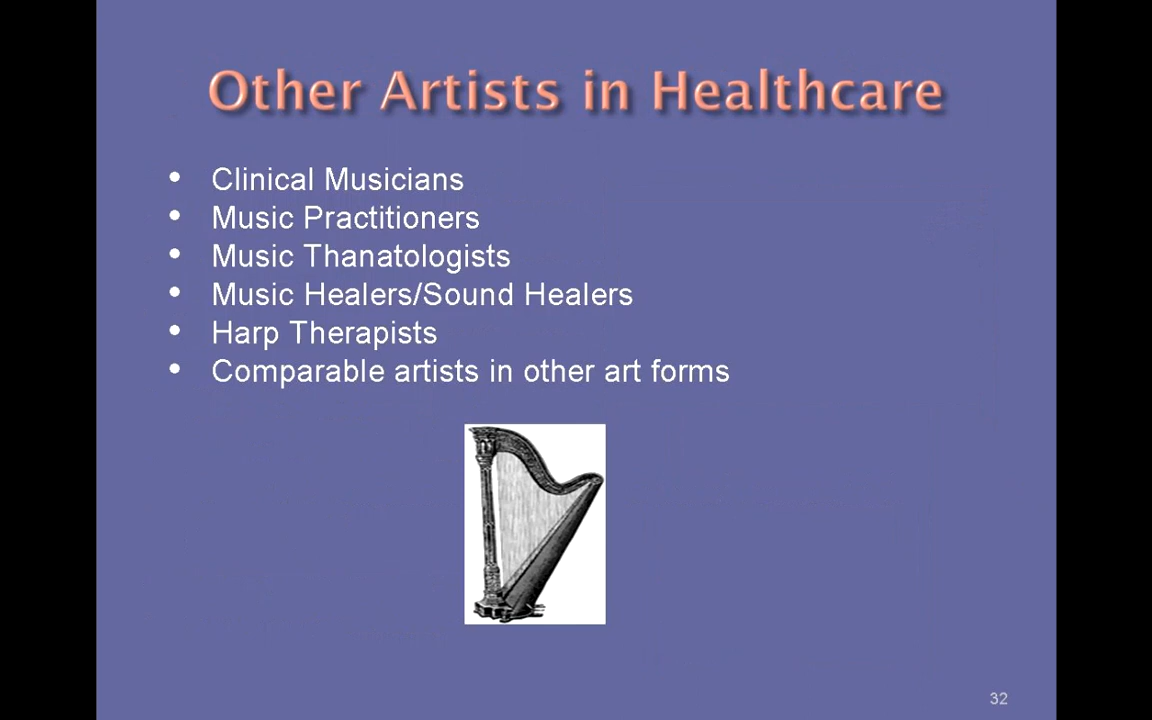 Other Artists in Healthcare
• Clinical Musicians
• Music Practitioners
• Music Thanatologists
• Music Healers/Sound Healers
• Harp Therapists
• Comparable artists in other art forms
32